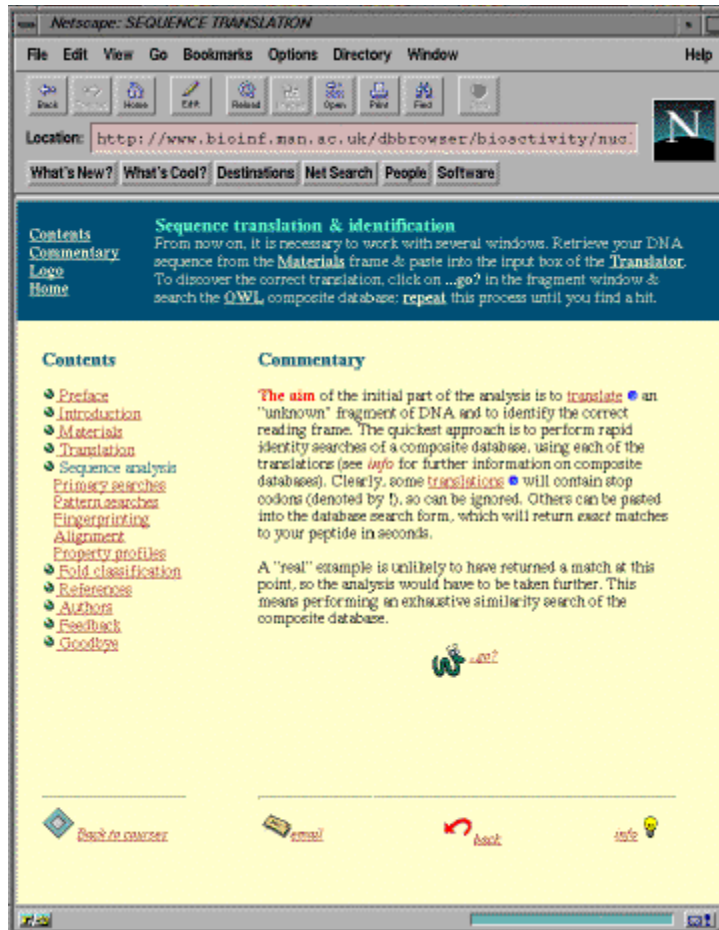 Netscape: SEQUENCE TRANSLATION
File Edit View Go Bookmarks Options Directory Window Help
Back Home Edit Reload Open Print Find
Location: http://www.bioinf.man.ac.uk/dbbrowser/bioactivity/nuc
What's New? What's Cool? Destinations Net Search People Software
N
Contents
Commentary
Logo
Home
Sequence translation & identification
From now on, it is necessary to work with several windows. Retrieve your DNA
sequence from the Materials frame & paste into the input box of the Translator.
To discover the correct translation, click on ...go? in the fragment window &
search the OWL composite database; repeat this process until you find a hit.
Contents
Preface
Introduction
Materials
Translation
Sequence analysis
Primary searches
Pattern searches
Fingerprinting
Alignment
Property profiles
Fold classification
References
Authors
Feedback
Goodbye
Commentary
The aim of the initial part of the analysis is to translate an
"unknown" fragment of DNA and to identify the correct
reading frame. The quickest approach is to perform rapid
identity searches of a composite database, using each of the
translations (see info for further information on composite
databases). Clearly, some translations will contain stop
codons (denoted by !), so can be ignored. Others can be pasted
into the database search form, which will return exact matches
to your peptide in seconds.
A "real" example is unlikely to have returned a match at this
point, so the analysis would have to be taken further. This
means performing an exhaustive similarity search of the
composite database.
...go?
Back to courses email back info